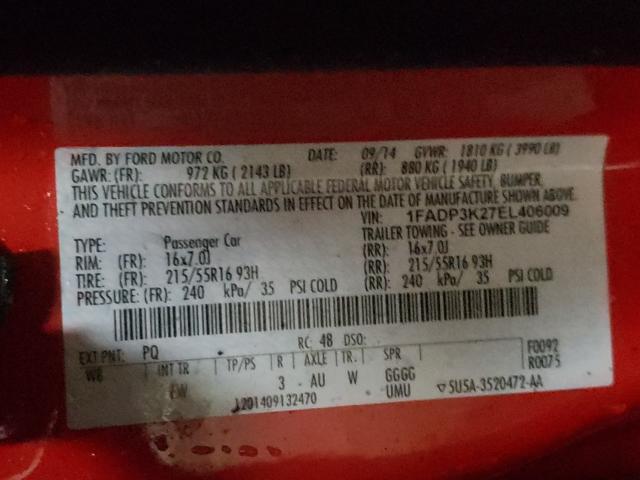 MFD. BY FORD MOTOR CO. DATE: 09/14 GVWR: 1810 KG ( 3990 LB)
GAWR: (FR): 972 KG ( 2143 LB) (RR): 880 KG ( 1940 LB)
THIS VEHICLE CONFORMS TO ALL APPLICABLE FEDERAL MOTOR VEHICLE SAFETY, BUMPER,
AND THEFT PREVENTION STANDARDS IN EFFECT ON THE DATE OF MANUFACTURE SHOWN ABOVE.
VIN: 1FADP3K27EL406009
TYPE: Passenger Car TRAILER TOWING - SEE OWNER GUIDE
RIM: (FR): 16x7.0J (RR): 16x7.0J
TIRE: (FR): 215/55R16 93H (RR): 215/55R16 93H
PRESSURE: (FR): 240 kPa/ 35 PSI COLD (RR): 240 kPa/ 35 PSI COLD
EXT PNT: PQ RC: 48 DSO: F0092
WB INT TR TP/PS R AXLE TR. SPR R0075
EW 3 AU W GGGG
1201409132470 UMU ▽ 5U5A-3520472-AA